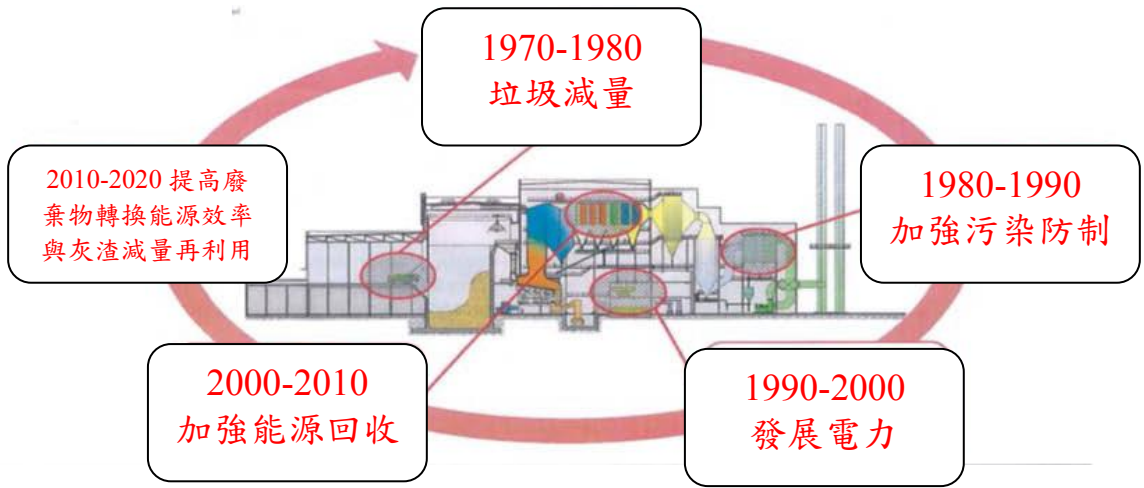 1970-1980
垃圾減量
1980-1990
加強污染防制
1990-2000
發展電力
2000-2010
加強能源回收
2010-2020 提高廢
棄物轉換能源效率
與灰渣減量再利用